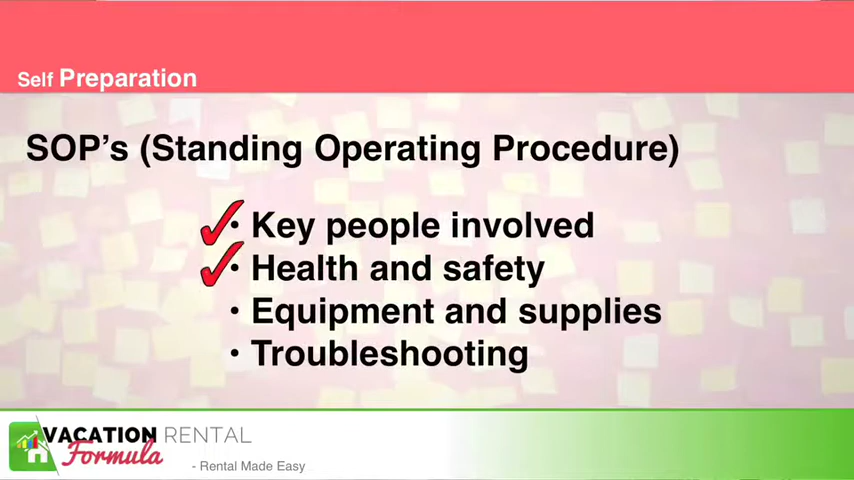 Self Preparation
SOP's (Standing Operating Procedure)
• Key people involved
• Health and safety
• Equipment and supplies
• Troubleshooting
VACATION RENTAL
Formula
- Rental Made Easy